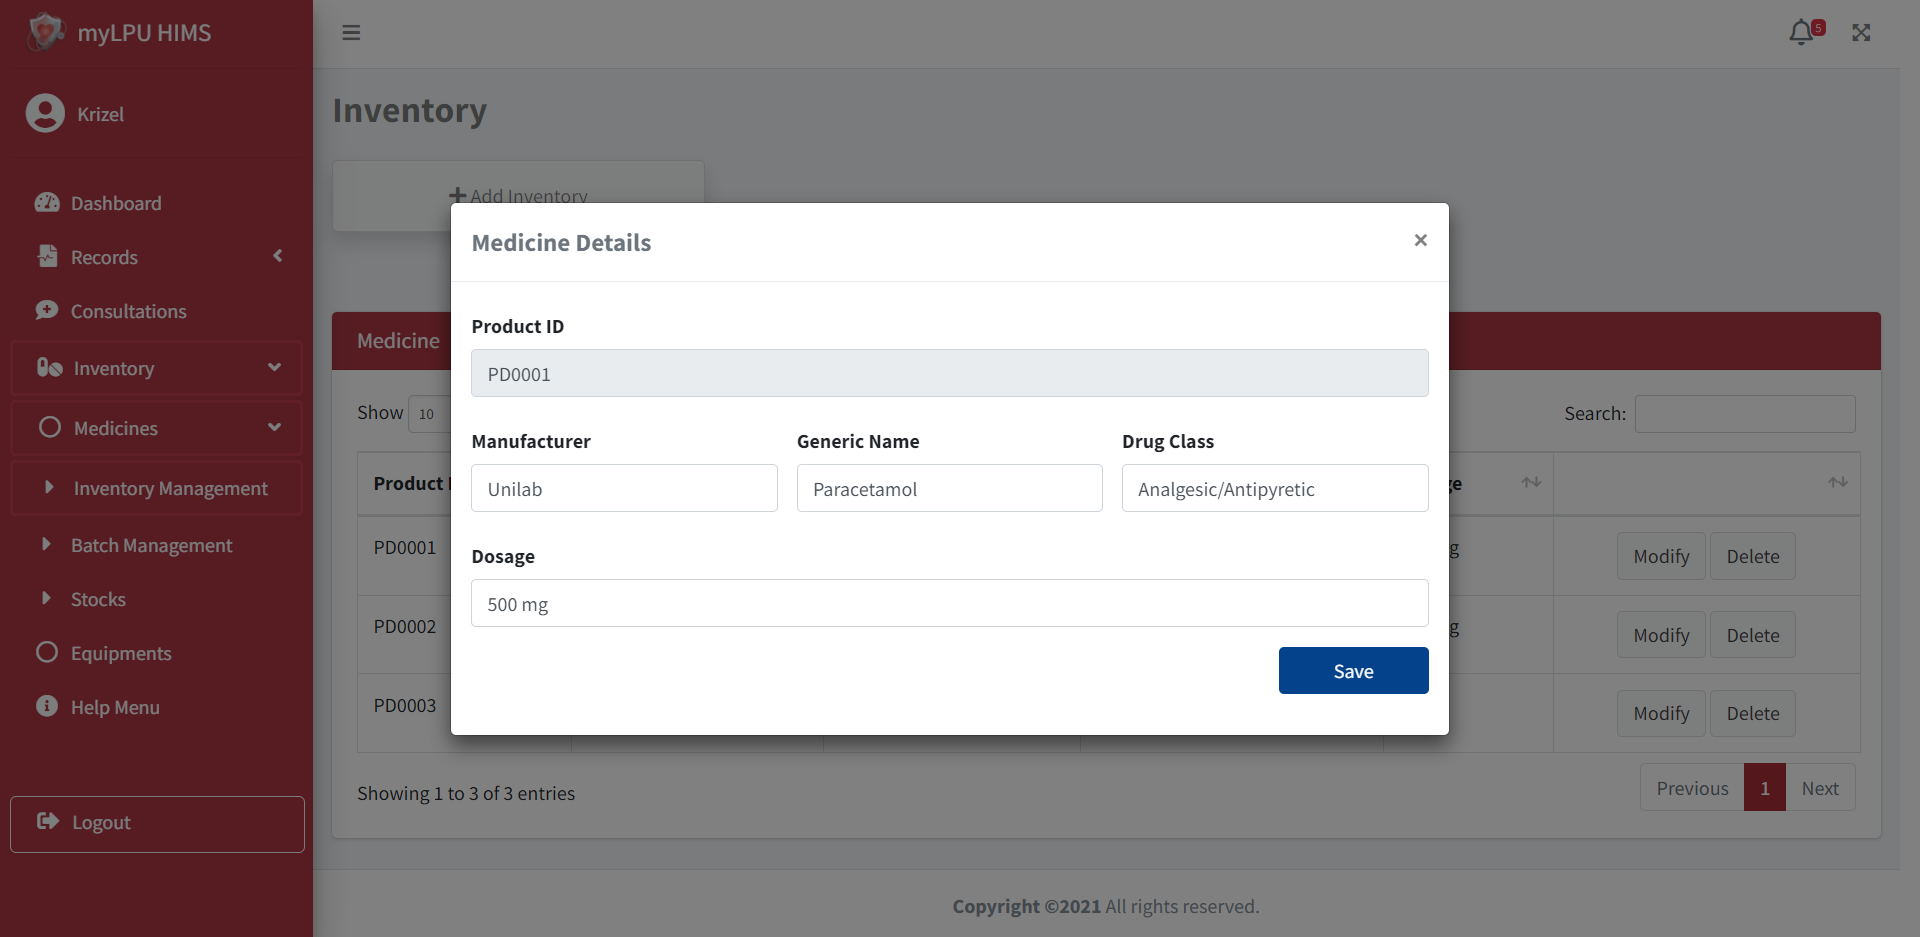 myLPU HIMS
5
Krizel
Dashboard
Records
Consultations
Inventory
Medicines
Inventory Management
Batch Management
Stocks
Equipments
Help Menu
Logout
Inventory
Add Inventory
Medicine
Show 10
Search:
Product
PD0001
Modify Delete
PD0002
Modify Delete
PD0003
Modify Delete
Showing 1 to 3 of 3 entries
Previous 1 Next
Medicine Details
×
Product ID
PD0001
Manufacturer Generic Name Drug Class
Unilab Paracetamol Analgesic/Antipyretic
Dosage
500 mg
Save
Copyright ©2021 All rights reserved.